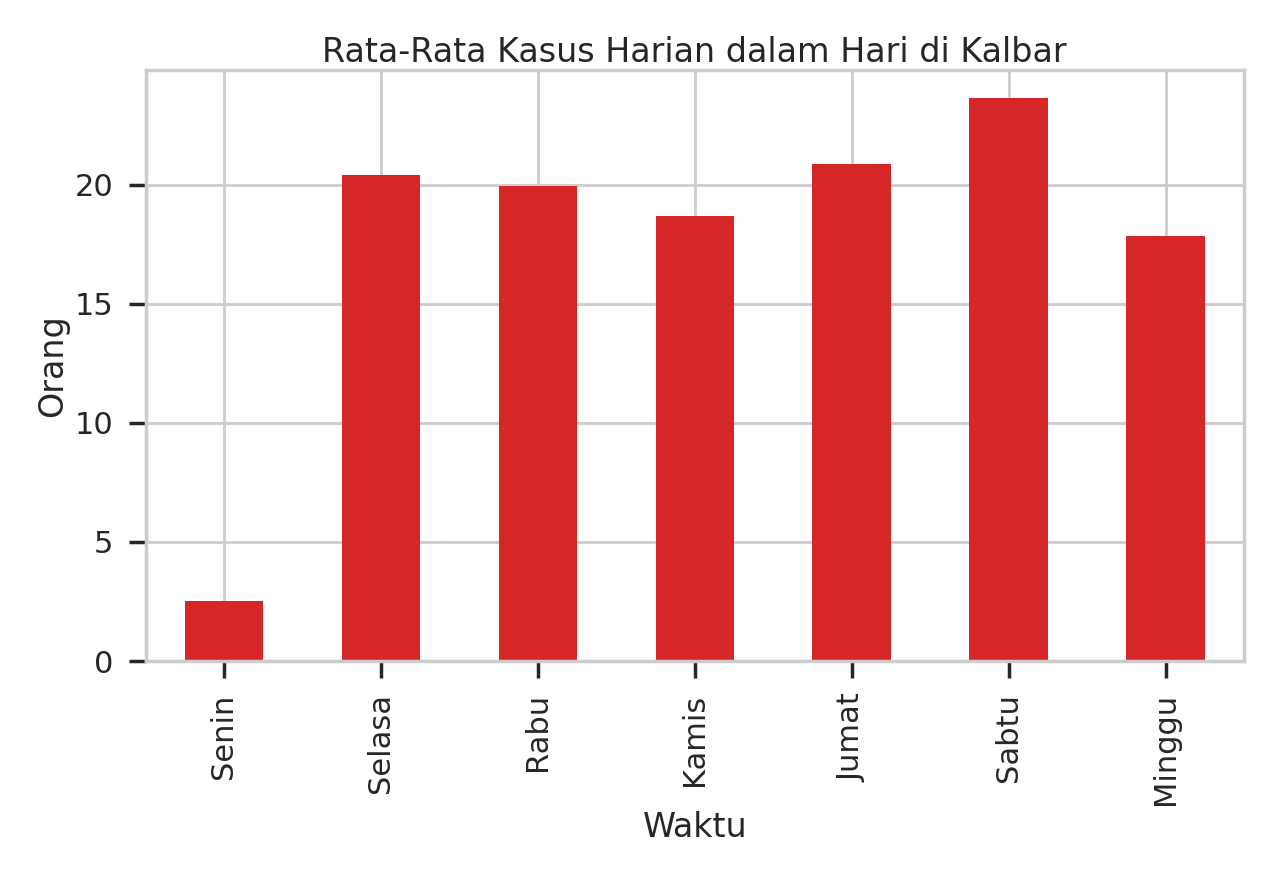 Rata-Rata Kasus Harian dalam Hari di Kalbar
Orang
20
15
10
5
0
Senin
Selasa
Rabu
Kamis
Jumat
Sabtu
Minggu
Waktu